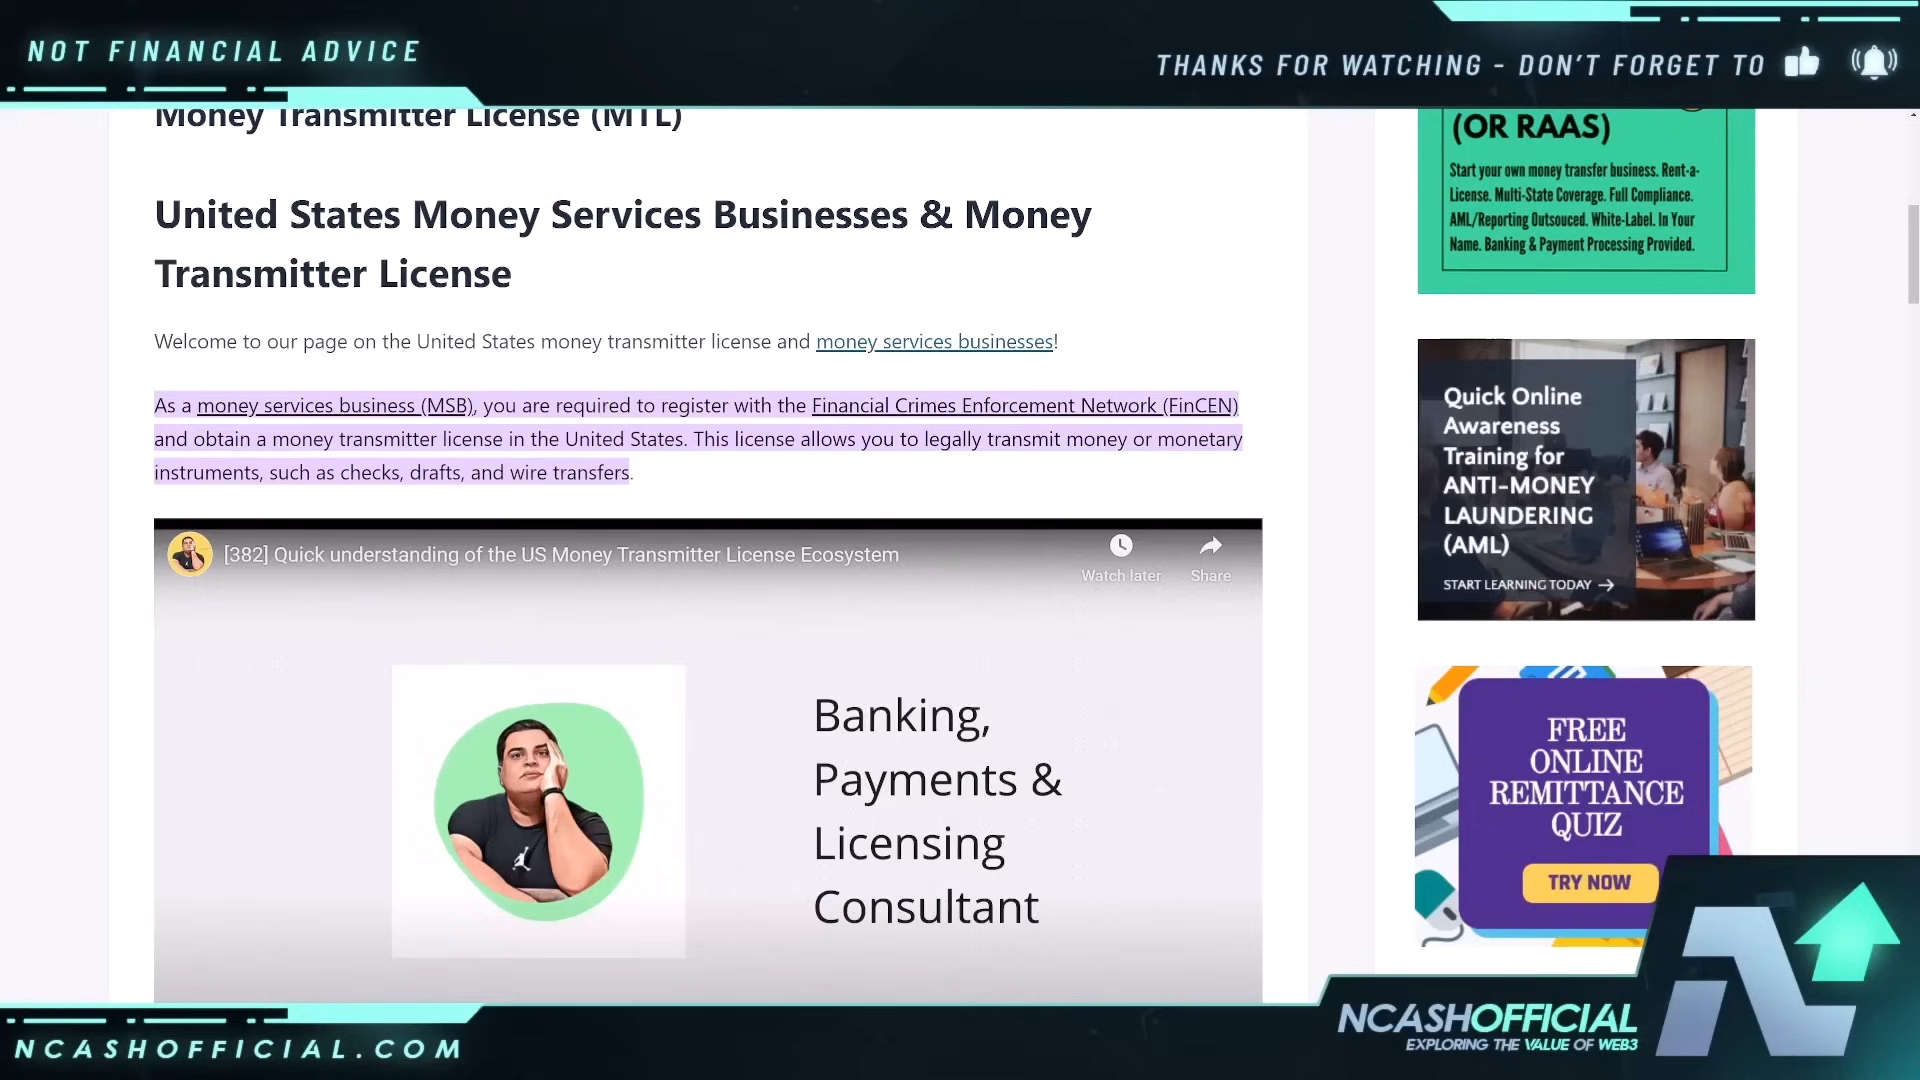 NOT FINANCIAL ADVICE
THANKS FOR WATCHING - DON'T FORGET TO
Money Transmitter License (MTL)
United States Money Services Businesses & Money
Transmitter License
Welcome to our page on the United States money transmitter license and money services businesses!
As a money services business (MSB), you are required to register with the Financial Crimes Enforcement Network (FinCEN)
and obtain a money transmitter license in the United States. This license allows you to legally transmit money or monetary
instruments, such as checks, drafts, and wire transfers.
[382] Quick understanding of the US Money Transmitter License Ecosystem
Watch later
Share
Banking,
Payments &
Licensing
Consultant
(OR RAAS)
Start your own money transfer business. Rent-a-
License. Multi-State Coverage. Full Compliance.
AML/Reporting Outsouced. White-Label. In Your
Name. Banking & Payment Processing Provided.
Quick Online
Awareness
Training for
ANTI-MONEY
LAUNDERING
(AML)
START LEARNING TODAY →
FREE
ONLINE
REMITTANCE
QUIZ
TRY NOW
NCASHOFFICIAL.COM
NCASHOFFICIAL
EXPLORING THE VALUE OF WEB3